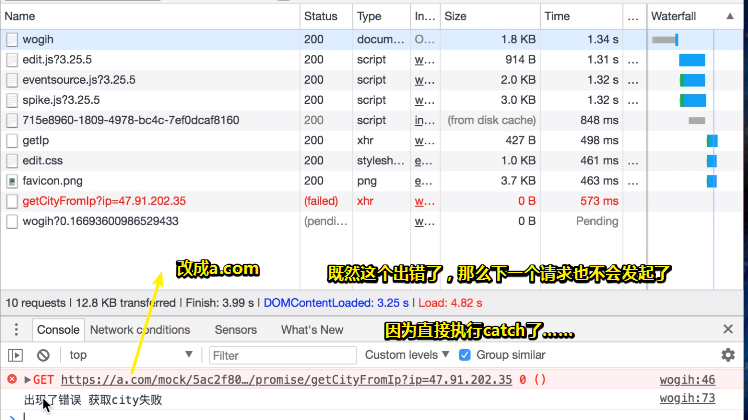 Name Status Type In... Size Time ... Waterfall ▲
wogih 200 docum... O... 1.8 KB 1.34 s
edit.js?3.25.5 200 script w... 914 B 1.31 s ...
eventsource.js?3.25.5 200 script w... 2.0 KB 1.32 s ...
spike.js?3.25.5 200 script w... 3.0 KB 1.32 s ...
715e8960-1809-4978-bc4c-7ef0dcaf8160 200 script in... (from disk cache) 848 ms
getIp 200 xhr w... 427 B 498 ms
edit.css 200 stylesh... e... 1.0 KB 461 ms ...
favicon.png 200 png e... 3.7 KB 463 ms ...
getCityFromIp?ip=47.91.202.35 (failed) xhr w... 0 B 573 ms
wogih?0.16693600986529433 (pendi... w... 0 B Pending
改成a.com
既然这个出错了，那么下一个请求也不会发起了
10 requests | 12.8 KB transferred | Finish: 3.99 s | DOMContentLoaded: 3.25 s | Load: 4.82 s
Console Network conditions Sensors What's New
因为直接执行catch了......
top Filter Custom levels Group similar
GET https://a.com/mock/5ac2f80…/promise/getCityFromIp?ip=47.91.202.35 0 () wogih:46
出现了错误 获取city失败 wogih:73